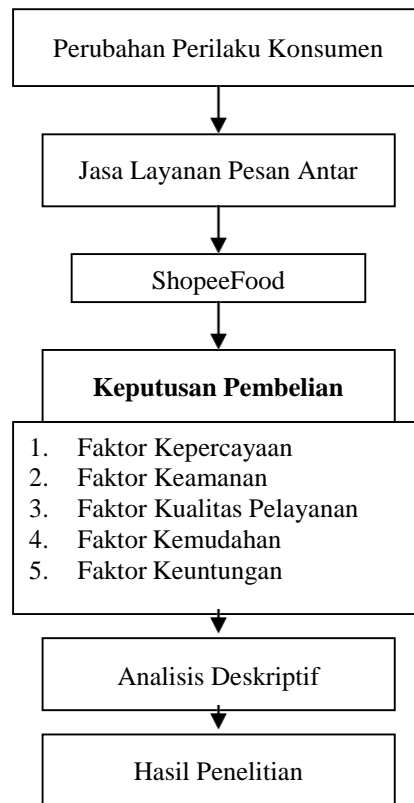 Perubahan Perilaku Konsumen
Jasa Layanan Pesan Antar
ShopeeFood
Keputusan Pembelian
1. Faktor Kepercayaan
2. Faktor Keamanan
3. Faktor Kualitas Pelayanan
4. Faktor Kemudahan
5. Faktor Keuntungan
Analisis Deskriptif
Hasil Penelitian